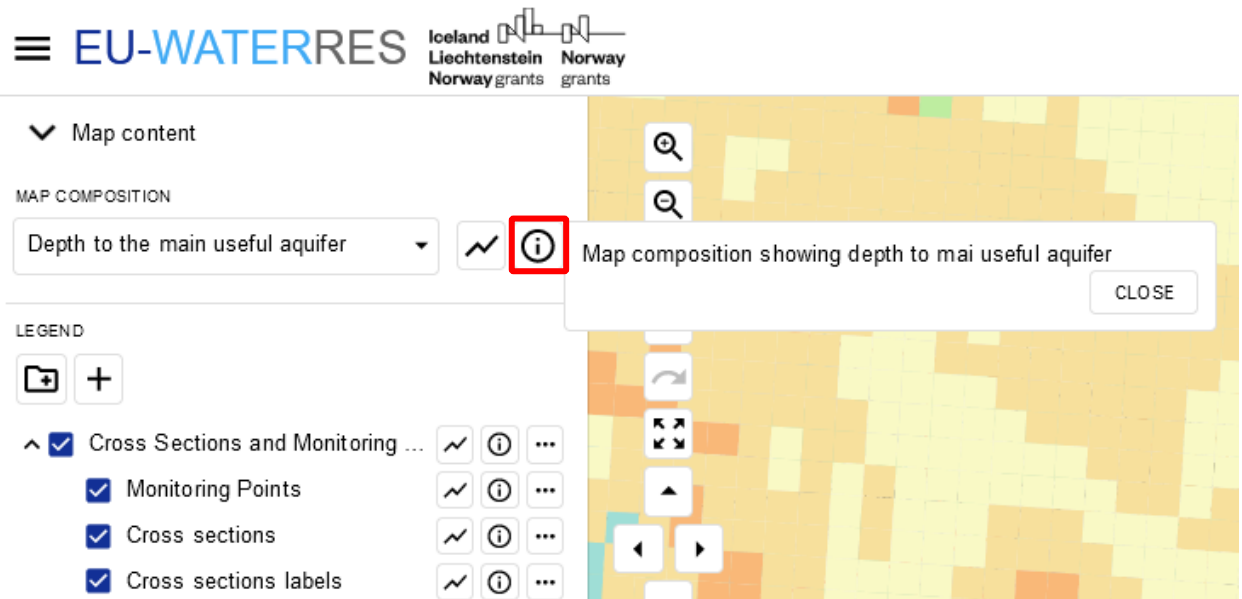 EU-WATERRES
Iceland
Liechtenstein
Norway grants
Norway
grants
Map content
MAP COMPOSITION
Depth to the main useful aquifer
Map composition showing depth to mai useful aquifer
CLOSE
LEGEND
Cross Sections and Monitoring ...
Monitoring Points
Cross sections
Cross sections labels